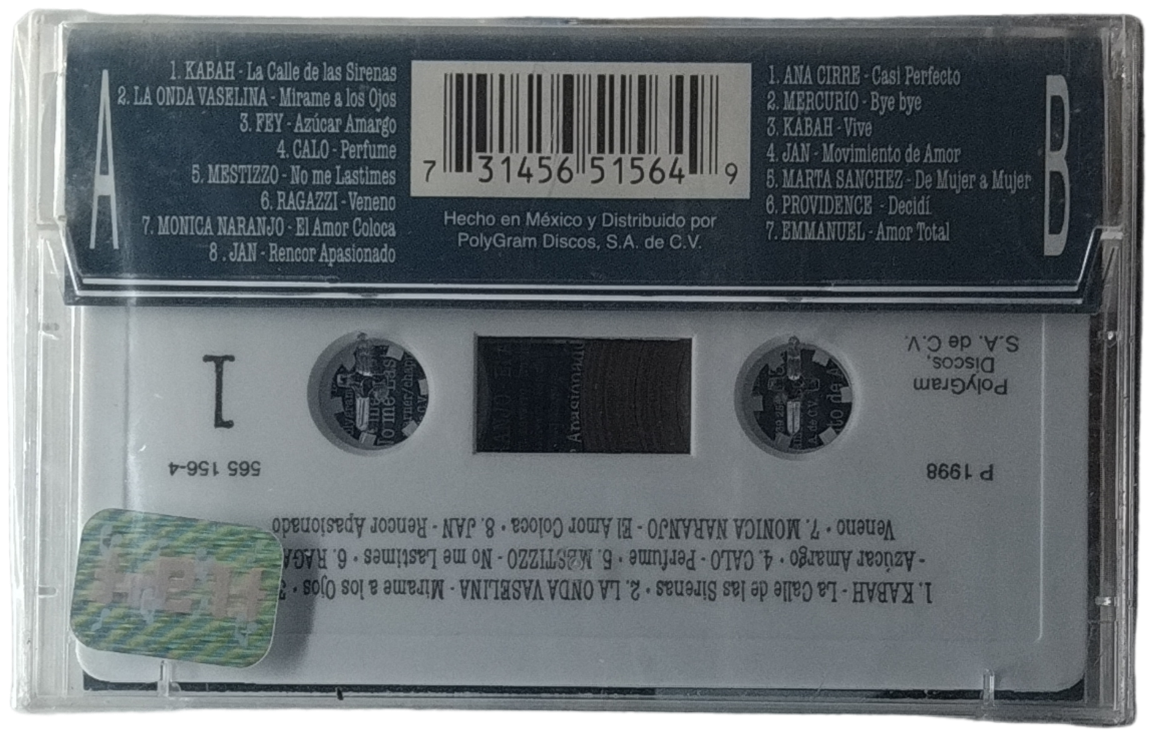 A
1. KABAH - La Calle de las Sirenas
2. LA ONDA VASELINA - Mirame a los Ojos
3. FEY - Azúcar Amargo
4. CALO - Perfume
5. MESTIZZO - No me Lastimes
6. RAGAZZI - Veneno
7. MONICA NARANJO - El Amor Coloca
8 . JAN - Rencor Apasionado
7 31456 51564 9
Hecho en México y Distribuido por
PolyGram Discos, S.A. de C.V.
1. ANA CIRRE - Casi Perfecto
2. MERCURIO - Bye bye
3. KABAH - Vive
4. JAN - Movimiento de Amor
5. MARTA SANCHEZ - De Mujer a Mujer
6. PROVIDENCE - Decidí
7. EMMANUEL - Amor Total
B
1. KABAH - La Calle de las Sirenas • 2. LA ONDA VASELINA - Mirame a los Ojos • 3
- Azúcar Amargo • 4. CALO - Perfume • 5. MESTIZZO - No me Lastimes • 6. RAGA
Veneno • 7. MONICA NARANJO - El Amor Coloca • 8. JAN - Rencor Apasionado
P 1998
565 156-4
1
PolyGram
Discos,
S.A. de C.V.